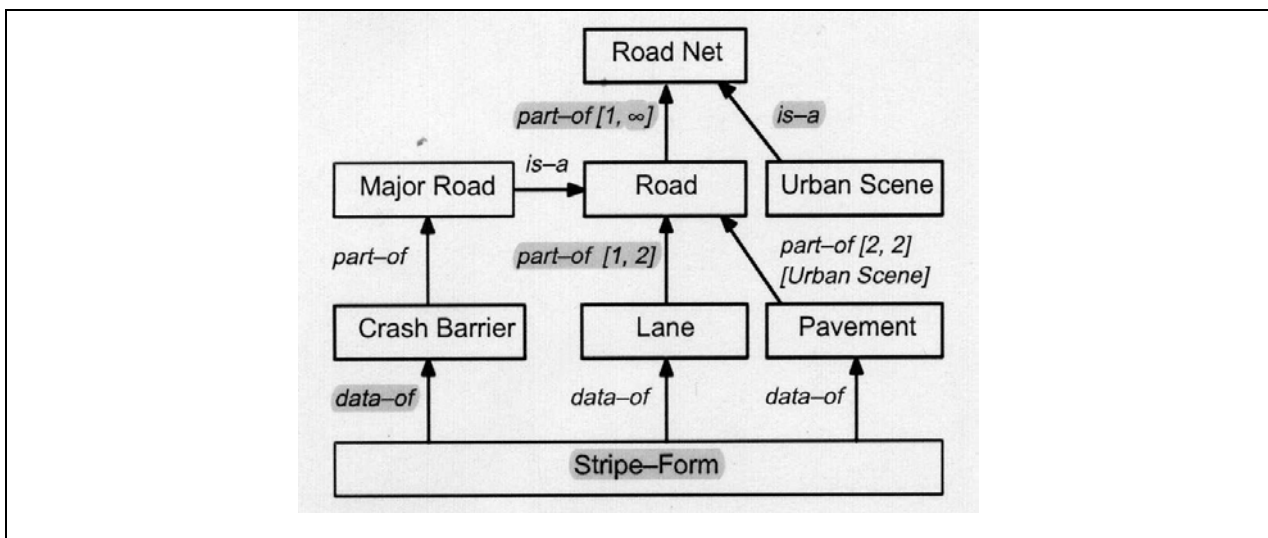 Road Net
part–of [1, ∞]
is–a
is–a
Major Road
Road
Urban Scene
part–of
part–of [1, 2]
part–of [2, 2]
[Urban Scene]
Crash Barrier
Lane
Pavement
data–of
data–of
data–of
Stripe–Form